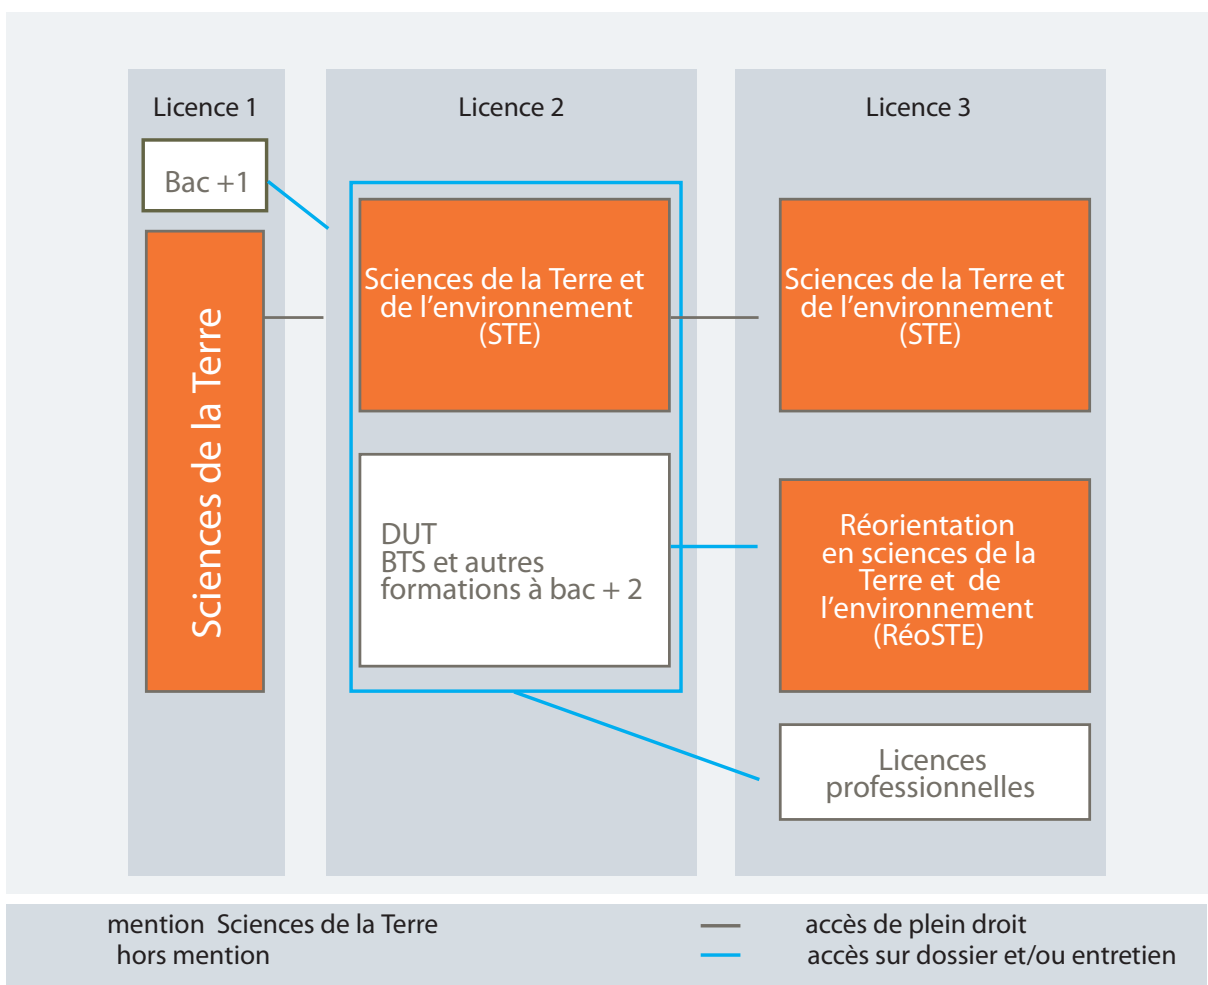 Licence 1
Licence 2
Licence 3
Bac +1
Sciences de la Terre
Sciences de la Terre et
de l'environnement
(STE)
DUT
BTS et autres
formations à bac + 2
Sciences de la Terre et
de l'environnement
(STE)
Réorientation
en sciences de la
Terre et de
l'environnement
(RéoSTE)
Licences
professionnelles
mention Sciences de la Terre
hors mention
accès de plein droit
accès sur dossier et/ou entretien